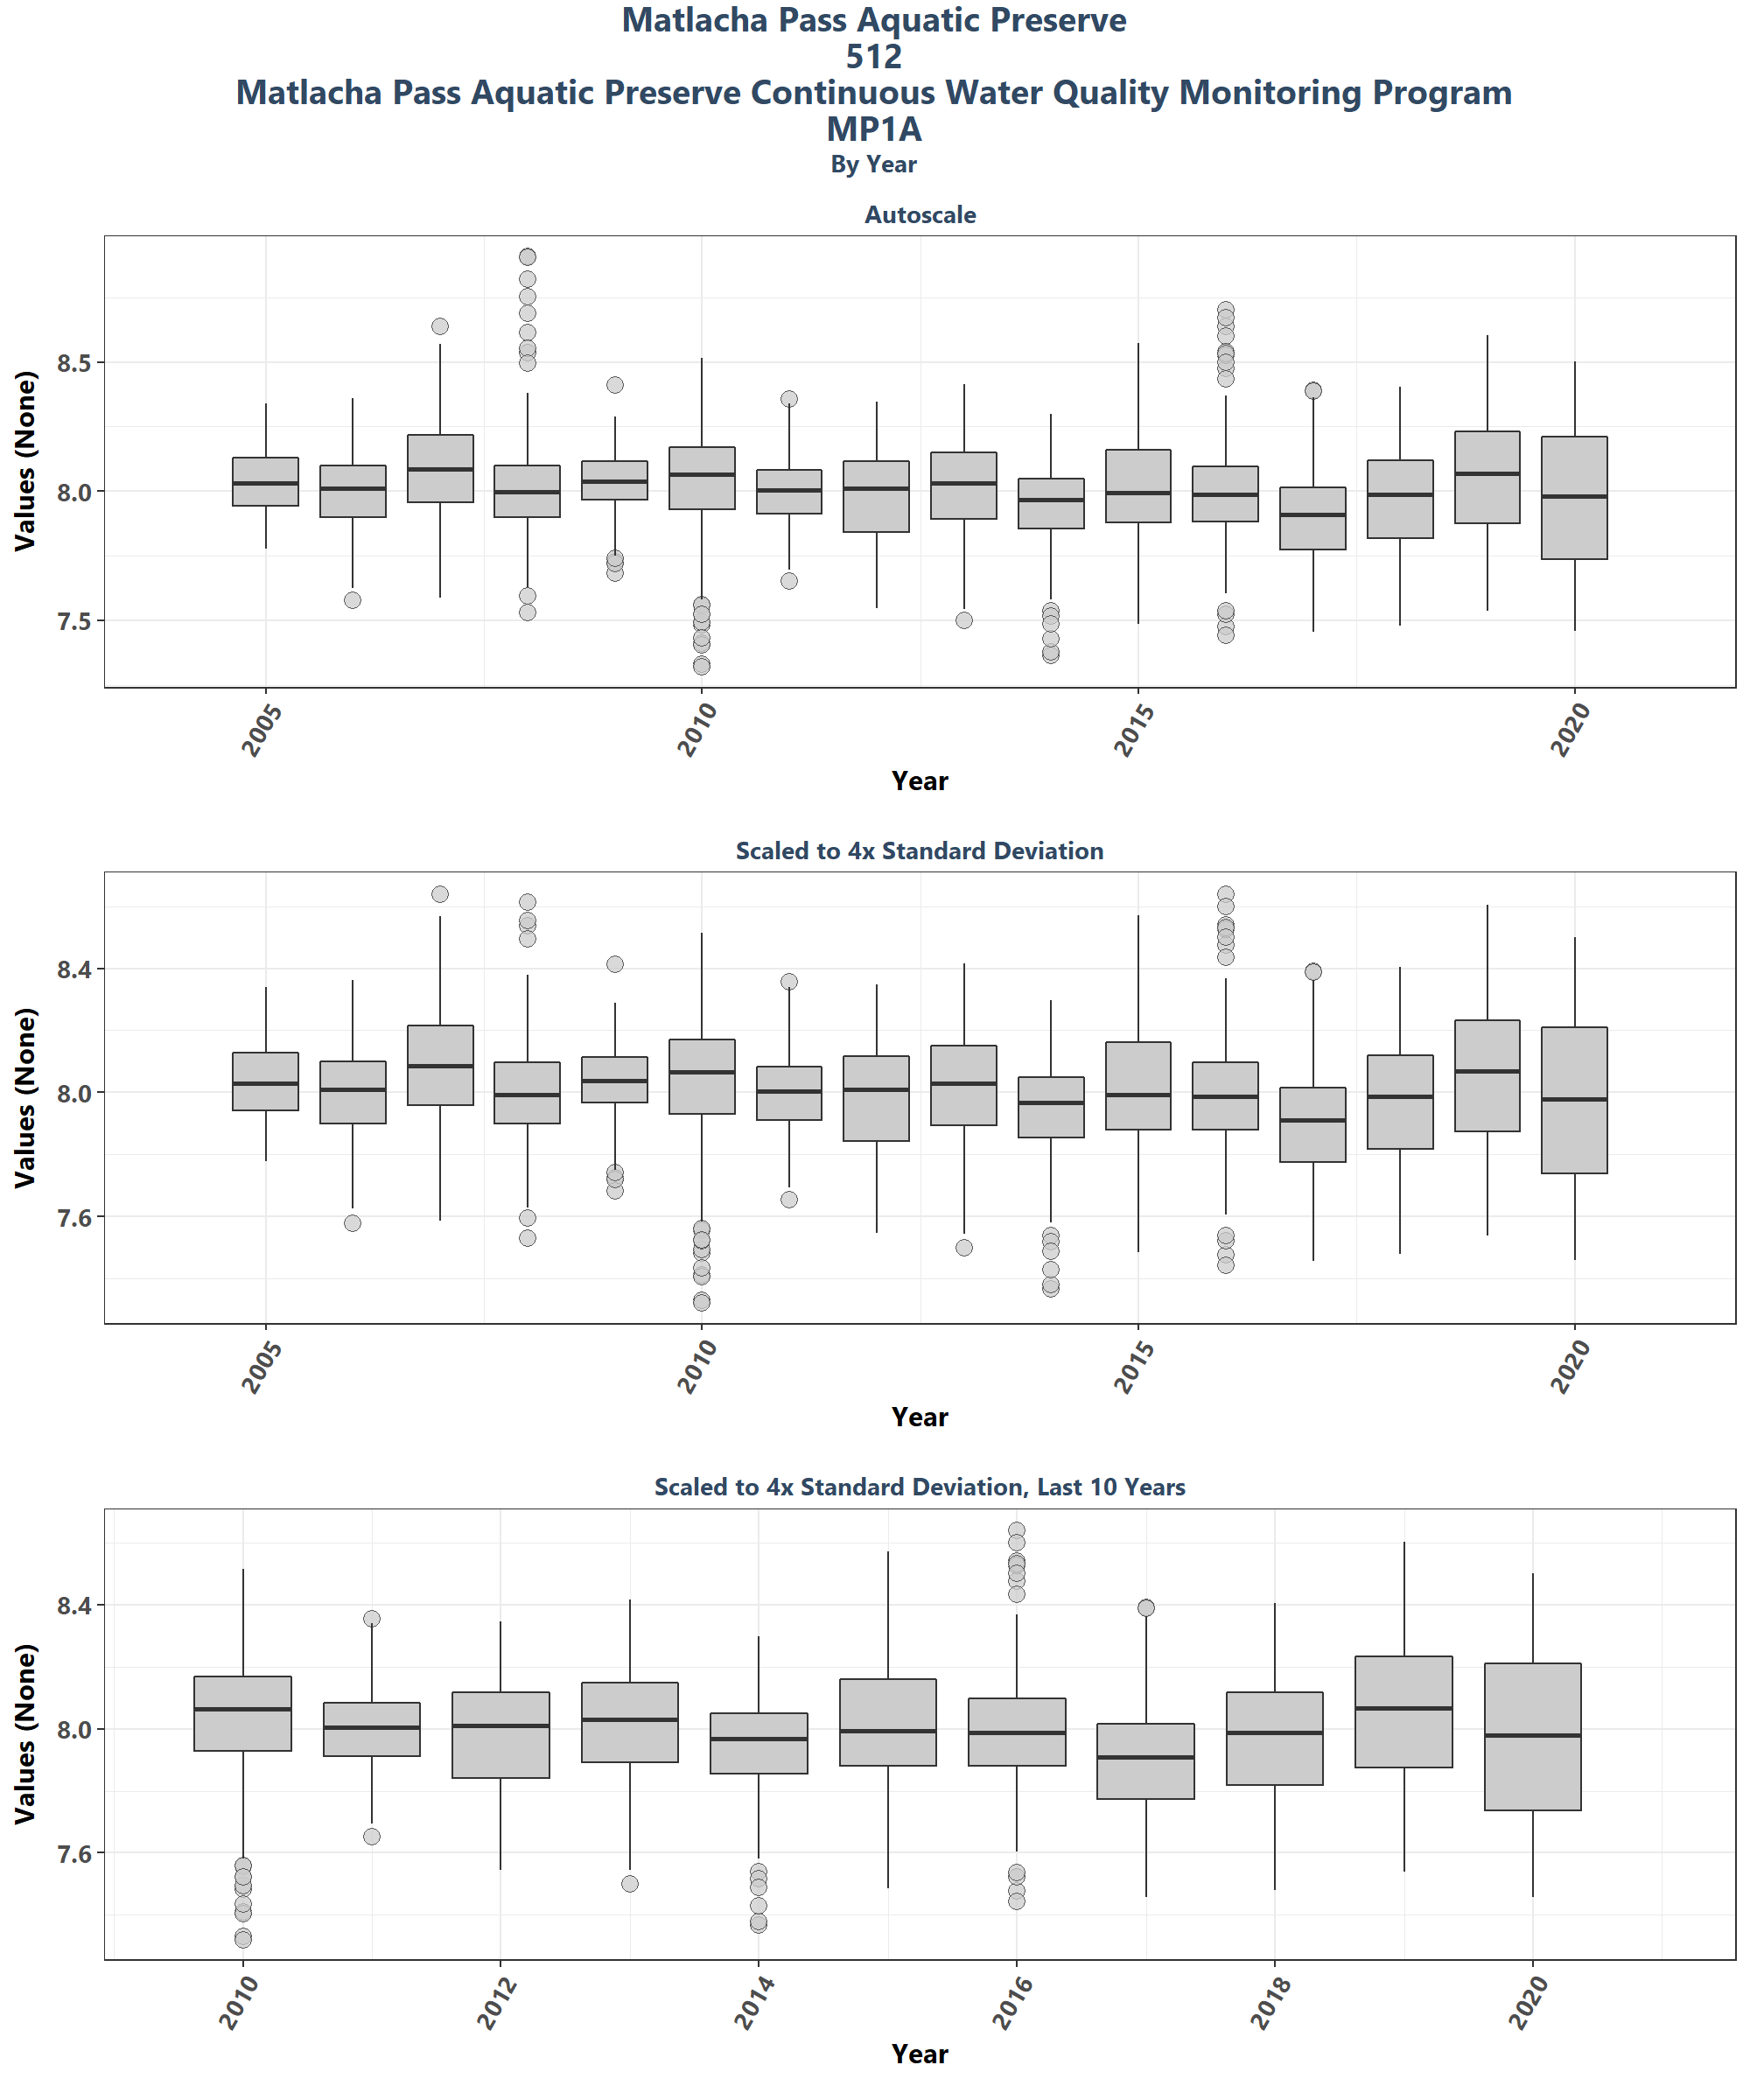 Matlacha Pass Aquatic Preserve
512
Matlacha Pass Aquatic Preserve Continuous Water Quality Monitoring Program
MP1A
By Year
Autoscale
Values (None)
8.5
8.0
7.5
2005
2010
2015
2020
Year
Scaled to 4x Standard Deviation
Values (None)
8.4
8.0
7.6
2005
2010
2015
2020
Year
Scaled to 4x Standard Deviation, Last 10 Years
Values (None)
8.4
8.0
7.6
2010
2012
2014
2016
2018
2020
Year